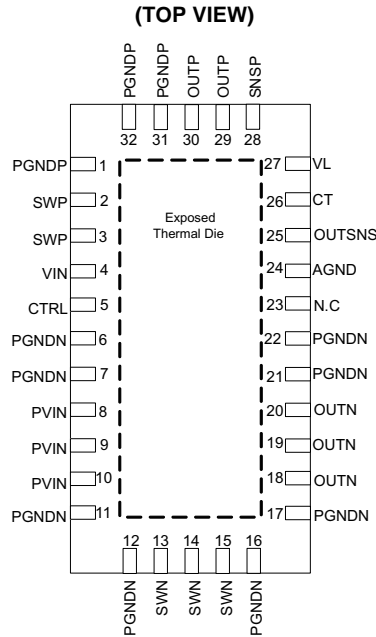 (TOP VIEW)
PGNDP
PGNDP
OUTP
OUTP
SNSP
32
31
30
29
28
PGNDP 1
SWP 2
SWP 3
VIN 4
CTRL 5
PGNDN 6
PGNDN 7
PVIN 8
PVIN 9
PVIN 10
PGNDN 11
Exposed
Thermal Die
27 VL
26 CT
25 OUTSNS
24 AGND
23 N.C
22 PGNDN
21 PGNDN
20 OUTN
19 OUTN
18 OUTN
17 PGNDN
12
13
14
15
16
PGNDN
SWN
SWN
SWN
PGNDN